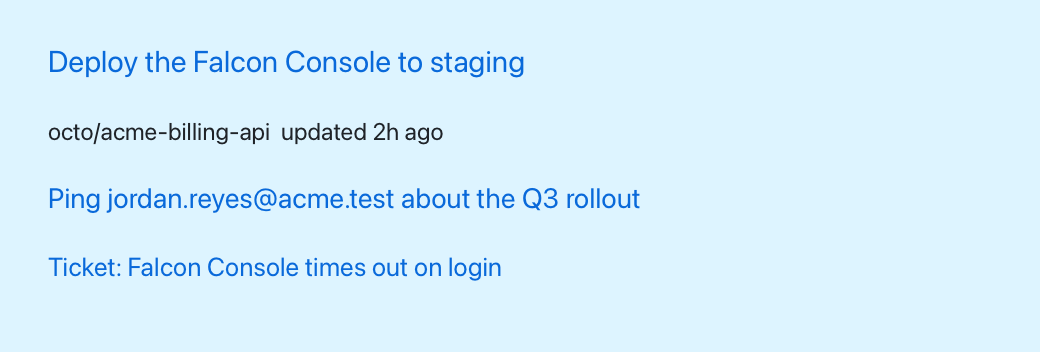 Deploy the Falcon Console to staging
octo/acme-billing-api updated 2h ago
Ping jordan.reyes@acme.test about the Q3 rollout
Ticket: Falcon Console times out on login